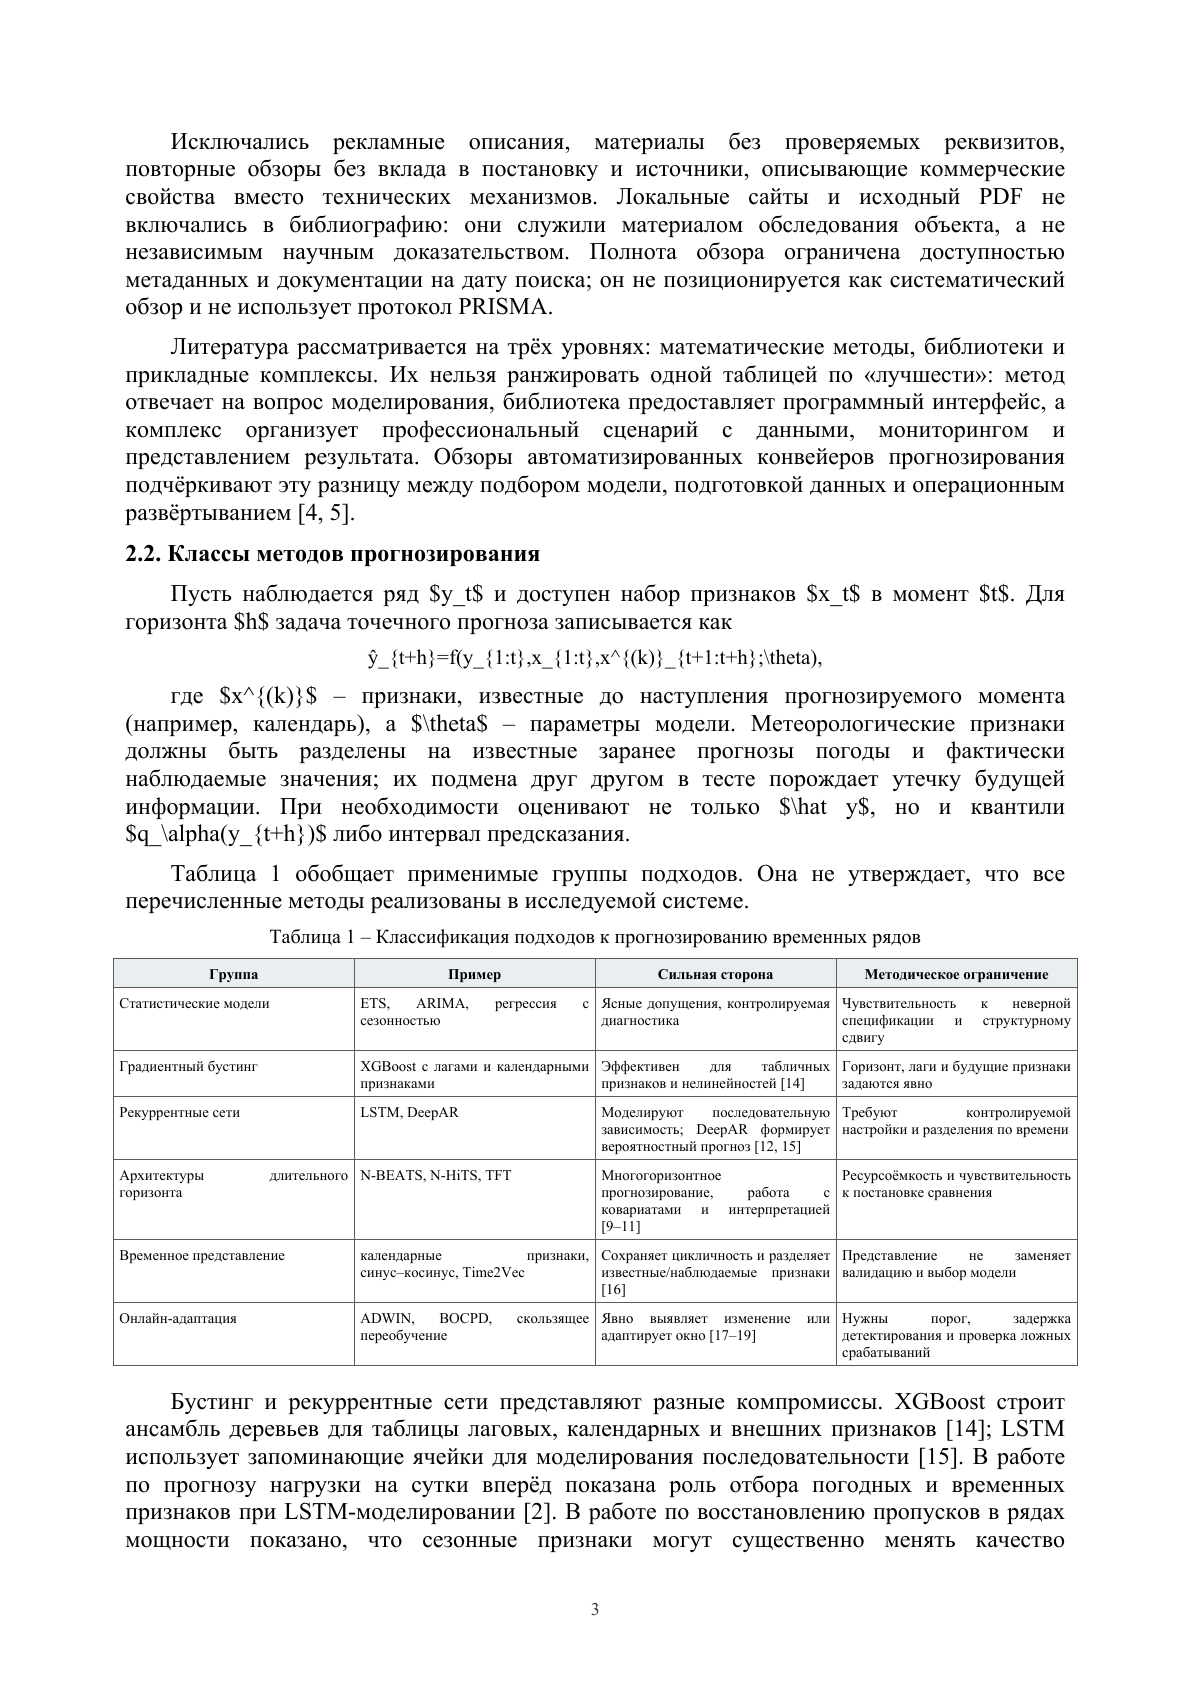 Исключались рекламные описания, материалы без проверяемых реквизитов,
повторные обзоры без вклада в постановку и источники, описывающие коммерческие
свойства вместо технических механизмов. Локальные сайты и исходный PDF не
включались в библиографию: они служили материалом обследования объекта, а не
независимым научным доказательством. Полнота обзора ограничена доступностью
метаданных и документации на дату поиска; он не позиционируется как систематический
обзор и не использует протокол PRISMA.
Литература рассматривается на трёх уровнях: математические методы, библиотеки и
прикладные комплексы. Их нельзя ранжировать одной таблицей по «лучшести»: метод
отвечает на вопрос моделирования, библиотека предоставляет программный интерфейс, а
комплекс организует профессиональный сценарий с данными, мониторингом и
представлением результата. Обзоры автоматизированных конвейеров прогнозирования
подчёркивают эту разницу между подбором модели, подготовкой данных и операционным
развёртыванием [4, 5].
2.2. Классы методов прогнозирования
Пусть наблюдается ряд $y_t$ и доступен набор признаков $x_t$ в момент $t$. Для
горизонта $h$ задача точечного прогноза записывается как
ŷ_{t+h}=f(y_{1:t},x_{1:t},x^{(k)}_{t+1:t+h};\theta),
где $x^{(k)}$ – признаки, известные до наступления прогнозируемого момента
(например, календарь), а $\theta$ – параметры модели. Метеорологические признаки
должны быть разделены на известные заранее прогнозы погоды и фактически
наблюдаемые значения; их подмена друг другом в тесте порождает утечку будущей
информации. При необходимости оценивают не только $\hat y$, но и квантили
$q_\alpha(y_{t+h})$ либо интервал предсказания.
Таблица 1 обобщает применимые группы подходов. Она не утверждает, что все
перечисленные методы реализованы в исследуемой системе.
Таблица 1 – Классификация подходов к прогнозированию временных рядов
Группа
Пример
Сильная сторона
Методическое ограничение
Статистические модели
ETS, ARIMA, регрессия с
сезонностью
Ясные допущения, контролируемая
диагностика
Чувствительность к неверной
спецификации и структурному
сдвигу
Градиентный бустинг
XGBoost с лагами и календарными
признаками
Эффективен для табличных
признаков и нелинейностей [14]
Горизонт, лаги и будущие признаки
задаются явно
Рекуррентные сети
LSTM, DeepAR
Моделируют последовательную
зависимость; DeepAR формирует
вероятностный прогноз [12, 15]
Требуют контролируемой
настройки и разделения по времени
Архитектуры длительного
горизонта
N-BEATS, N-HiTS, TFT
Многогоризонтное
прогнозирование, работа с
ковариатами и интерпретацией
[9–11]
Ресурсоёмкость и чувствительность
к постановке сравнения
Временное представление
календарные признаки,
синус–косинус, Time2Vec
Сохраняет цикличность и разделяет
известные/наблюдаемые признаки
[16]
Представление не заменяет
валидацию и выбор модели
Онлайн-адаптация
ADWIN, BOCPD, скользящее
переобучение
Явно выявляет изменение или
адаптирует окно [17–19]
Нужны порог, задержка
детектирования и проверка ложных
срабатываний
Бустинг и рекуррентные сети представляют разные компромиссы. XGBoost строит
ансамбль деревьев для таблицы лаговых, календарных и внешних признаков [14]; LSTM
использует запоминающие ячейки для моделирования последовательности [15]. В работе
по прогнозу нагрузки на сутки вперёд показана роль отбора погодных и временных
признаков при LSTM-моделировании [2]. В работе по восстановлению пропусков в рядах
мощности показано, что сезонные признаки могут существенно менять качество
3